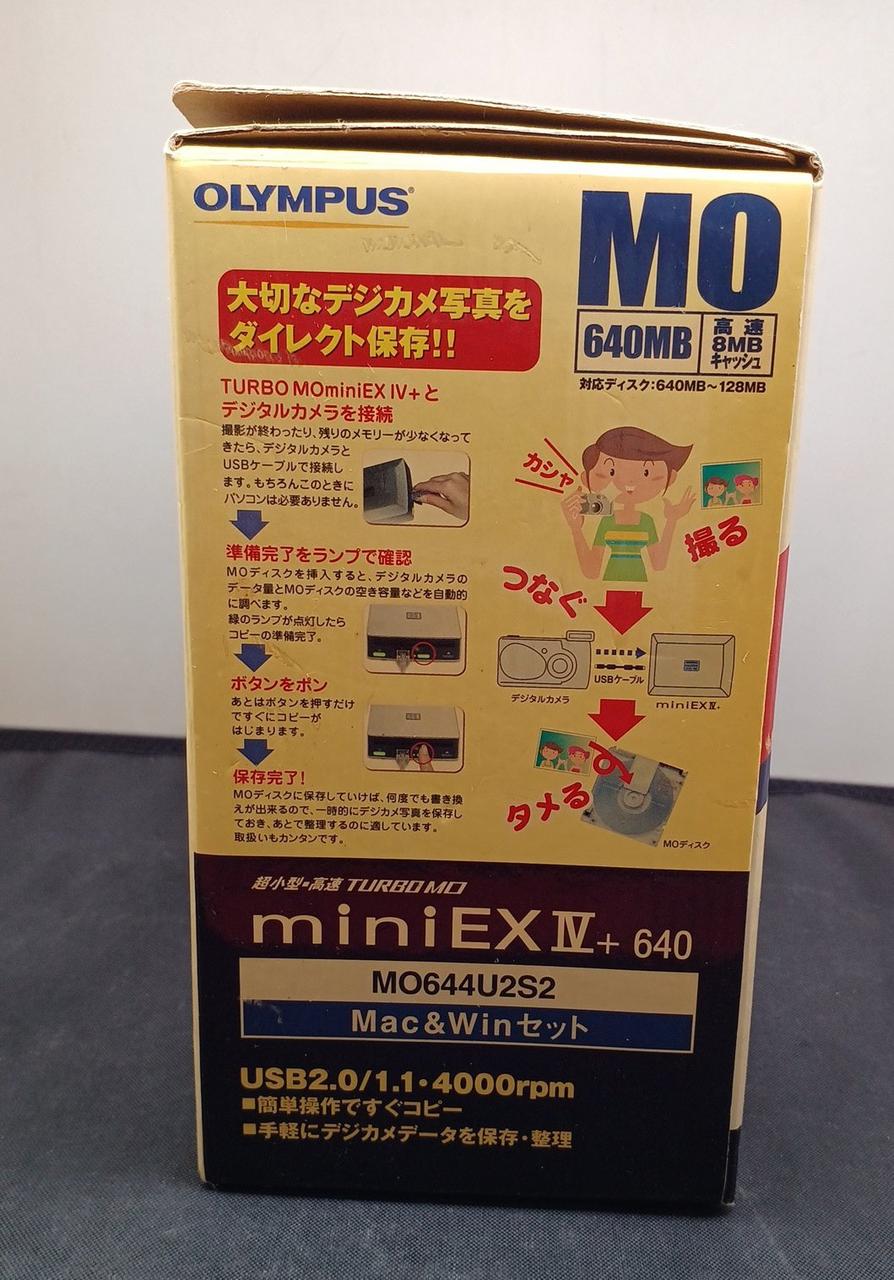 OLYMPUS®
MO
640MB
高速
8MB
キャッシュ
対応ディスク:640MB～128MB
大切なデジカメ写真を
ダイレクト保存!!
TURBO MOminiEX IV+と
デジタルカメラを接続
撮影が終わったり、残りのメモリーが少なくなって
きたら、デジタルカメラと
USBケーブルで接続し
ます。もちろんこのときに
パソコンは必要ありません。
準備完了をランプで確認
MOディスクを挿入すると、デジタルカメラの
データ量とMOディスクの空き容量などを自動的
に調べます。
緑のランプが点灯したら
コピーの準備完了。
ボタンをポン
あとはボタンを押すだけ
ですぐにコピーが
はじまります。
保存完了!
MOディスクに保存していけば、何度でも書き換
えが出来るので、一時的にデジカメ写真を保存し
ておき、あとで整理するのに適しています。
取扱いもカンタンです。
カシャ
撮る
つなぐ
USBケーブル
デジタルカメラ
miniEXⅣ+
タメる
MOディスク
超小型・高速 TURBO MO
miniEX Ⅳ+ 640
MO644U2S2
Mac&Winセット
USB2.0/1.1・4000rpm
■簡単操作ですぐコピー
■手軽にデジカメデータを保存・整理